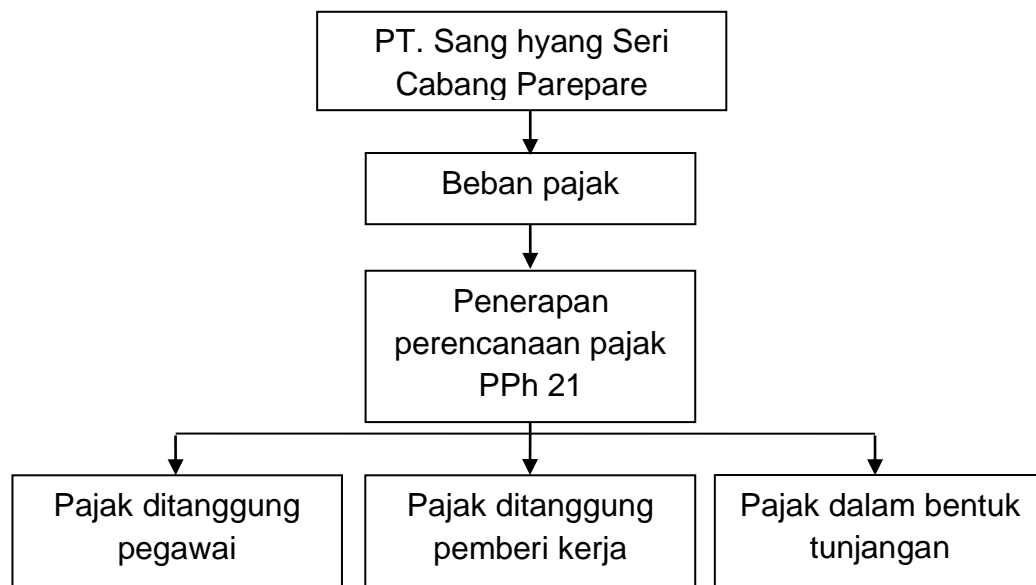 PT. Sang hyang Seri
Cabang Parepare
Beban pajak
Penerapan
perencanaan pajak
PPh 21
Pajak ditanggung
pegawai
Pajak ditanggung
pemberi kerja
Pajak dalam bentuk
tunjangan